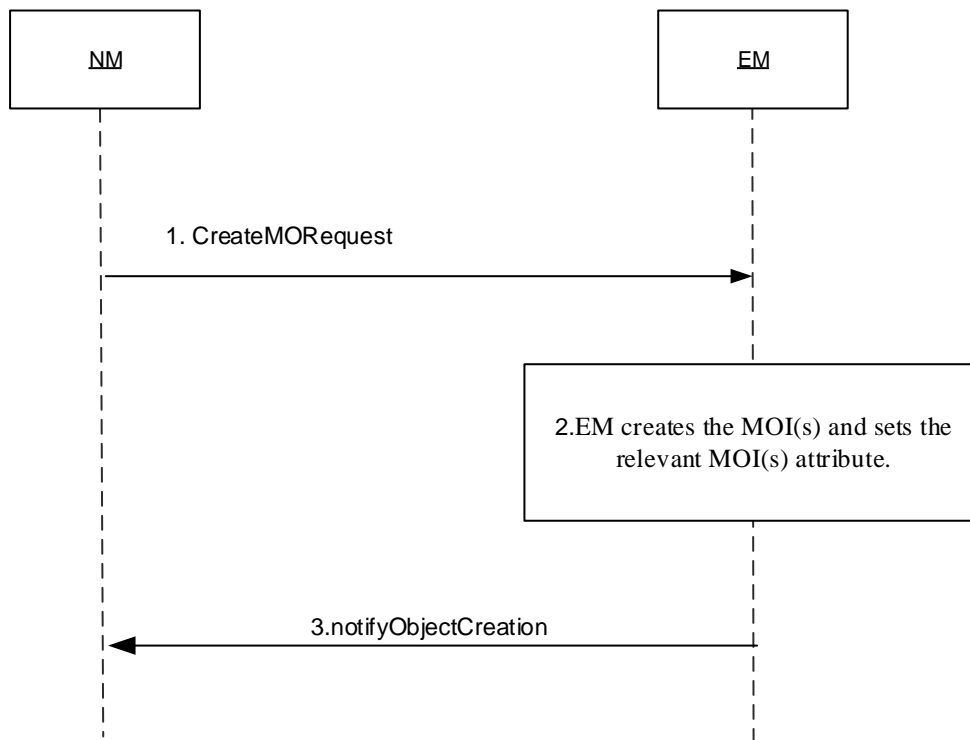 NM
EM
1. CreateMORequest
2.EM creates the MOI(s) and sets the
relevant MOI(s) attribute.
3.notifyObjectCreation